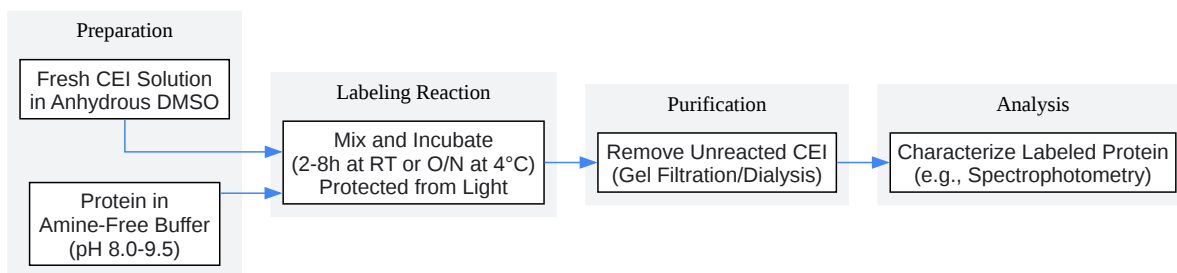 Preparation
Fresh CEI Solution
in Anhydrous DMSO
Protein in
Amine-Free Buffer
(pH 8.0-9.5)
Labeling Reaction
Mix and Incubate
(2-8h at RT or O/N at 4°C)
Protected from Light
Purification
Remove Unreacted CEI
(Gel Filtration/Dialysis)
Analysis
Characterize Labeled Protein
(e.g., Spectrophotometry)